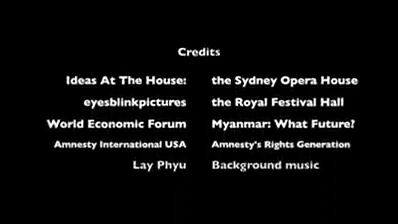 Credits
Ideas At The House: the Sydney Opera House
eyesblinkpictures the Royal Festival Hall
World Economic Forum Myanmar: What Future?
Amnesty International USA Amnesty's Rights Generation
Lay Phyu Background music